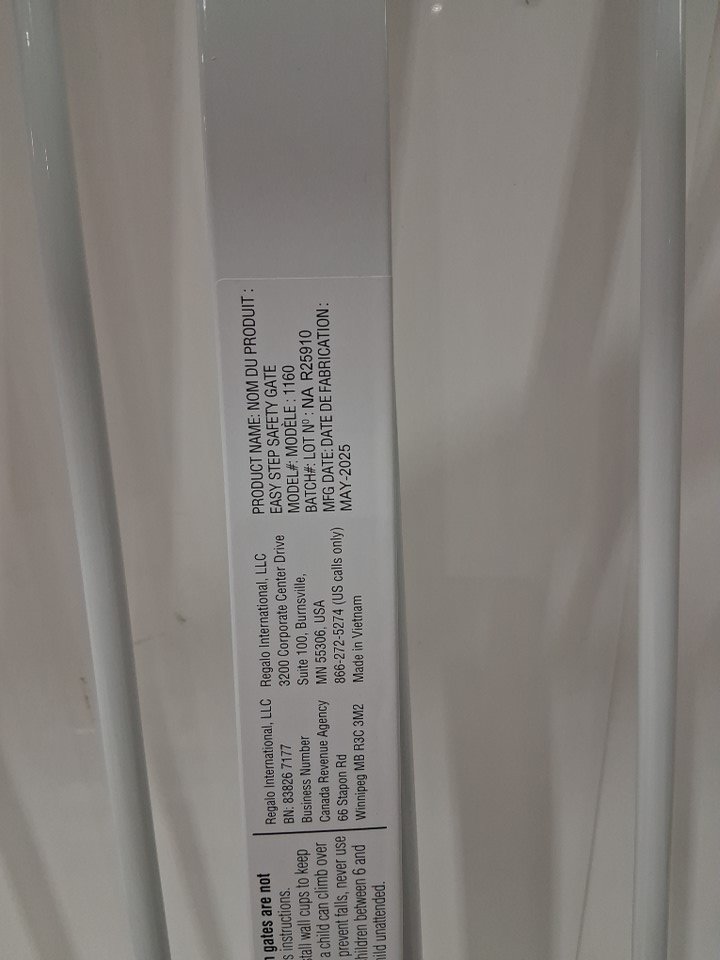 n gates are not
s instructions.
tall wall cups to keep
a child can climb over
prevent falls, never use
hildren between 6 and
ild unattended.
Regalo International, LLC
BN: 83826 7177
Business Number
Canada Revenue Agency
66 Stapon Rd
Winnipeg MB R3C 3M2
Regalo International, LLC
3200 Corporate Center Drive
Suite 100, Burnsville,
MN 55306, USA
866-272-5274 (US calls only)
Made in Vietnam
PRODUCT NAME: NOM DU PRODUIT :
EASY STEP SAFETY GATE
MODEL#: MODÈLE : 1160
BATCH#: LOT Nº : NA R25910
MFG DATE: DATE DE FABRICATION :
MAY-2025